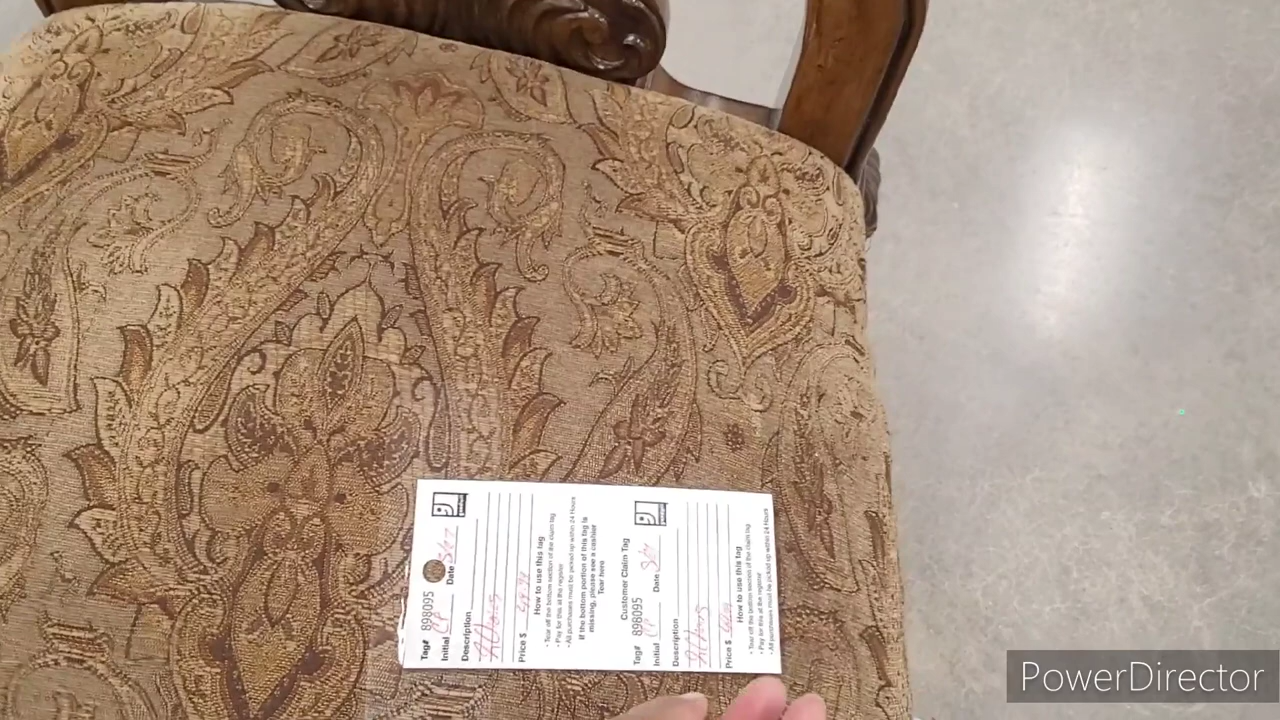 Tag# 898095
Initial CP Date 5/27
Description
Price $
How to use this tag
• Tear off the bottom section of the claim tag
• Pay for this at the register
• All purchases must be picked up within 24 Hours
If the bottom portion of this tag is
missing, please see a cashier
Tear here
Customer Claim Tag
Tag# 898095
Initial CP Date
Description
Price $
How to use this tag
• Tear off the bottom section of the claim tag
• Pay for this at the register
• All purchases must be picked up within 24 Hours
PowerDirector